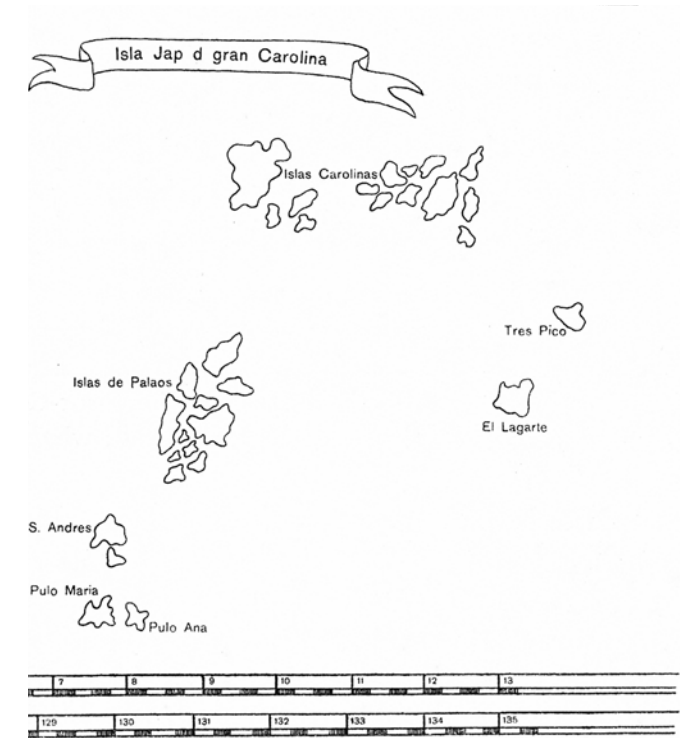 Isla Jap d gran Carolina
Islas Carolinas
Tres Pico
Islas de Palaos
El Lagarte
S. Andres
Pulo Maria
Pulo Ana
7 8 9 10 11 12 13
129 130 131 132 133 134 135